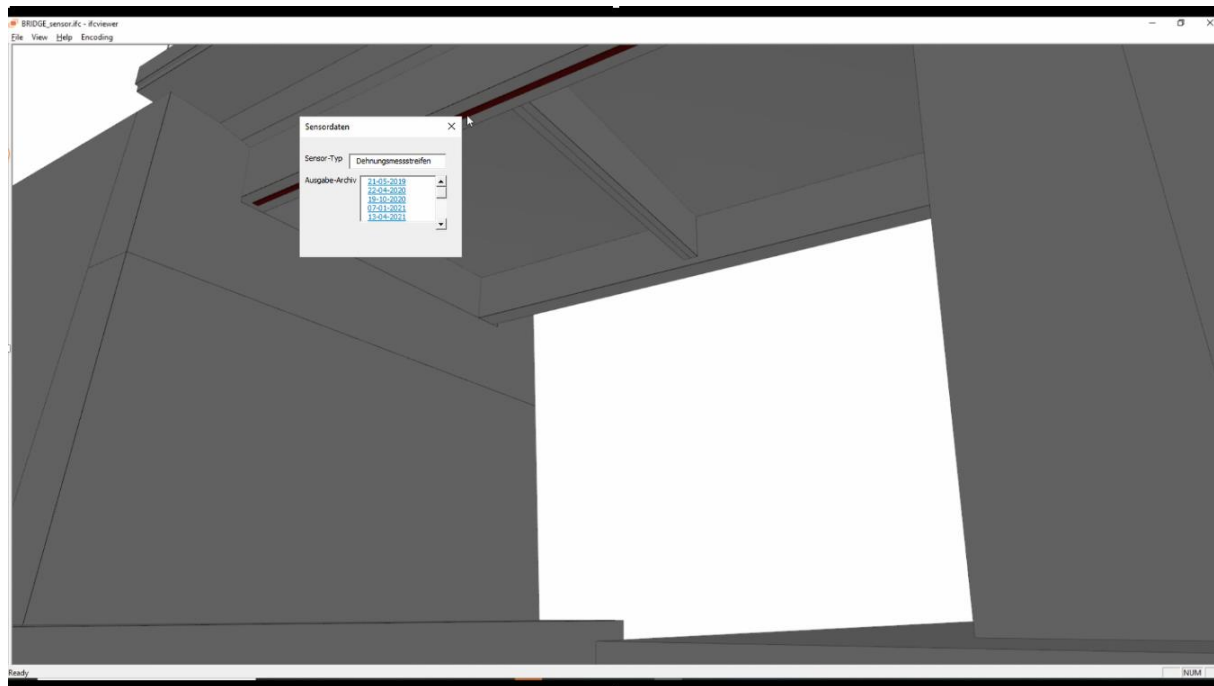 BRIDGE_sensor.ifc - ifcviewer
File View Help Encoding
Sensordaten
Sensor-Typ Dehnungsmessstreifen
Ausgabe-Archiv 21-05-2019
22-04-2020
19-10-2020
07-01-2021
13-04-2021
Ready NUM